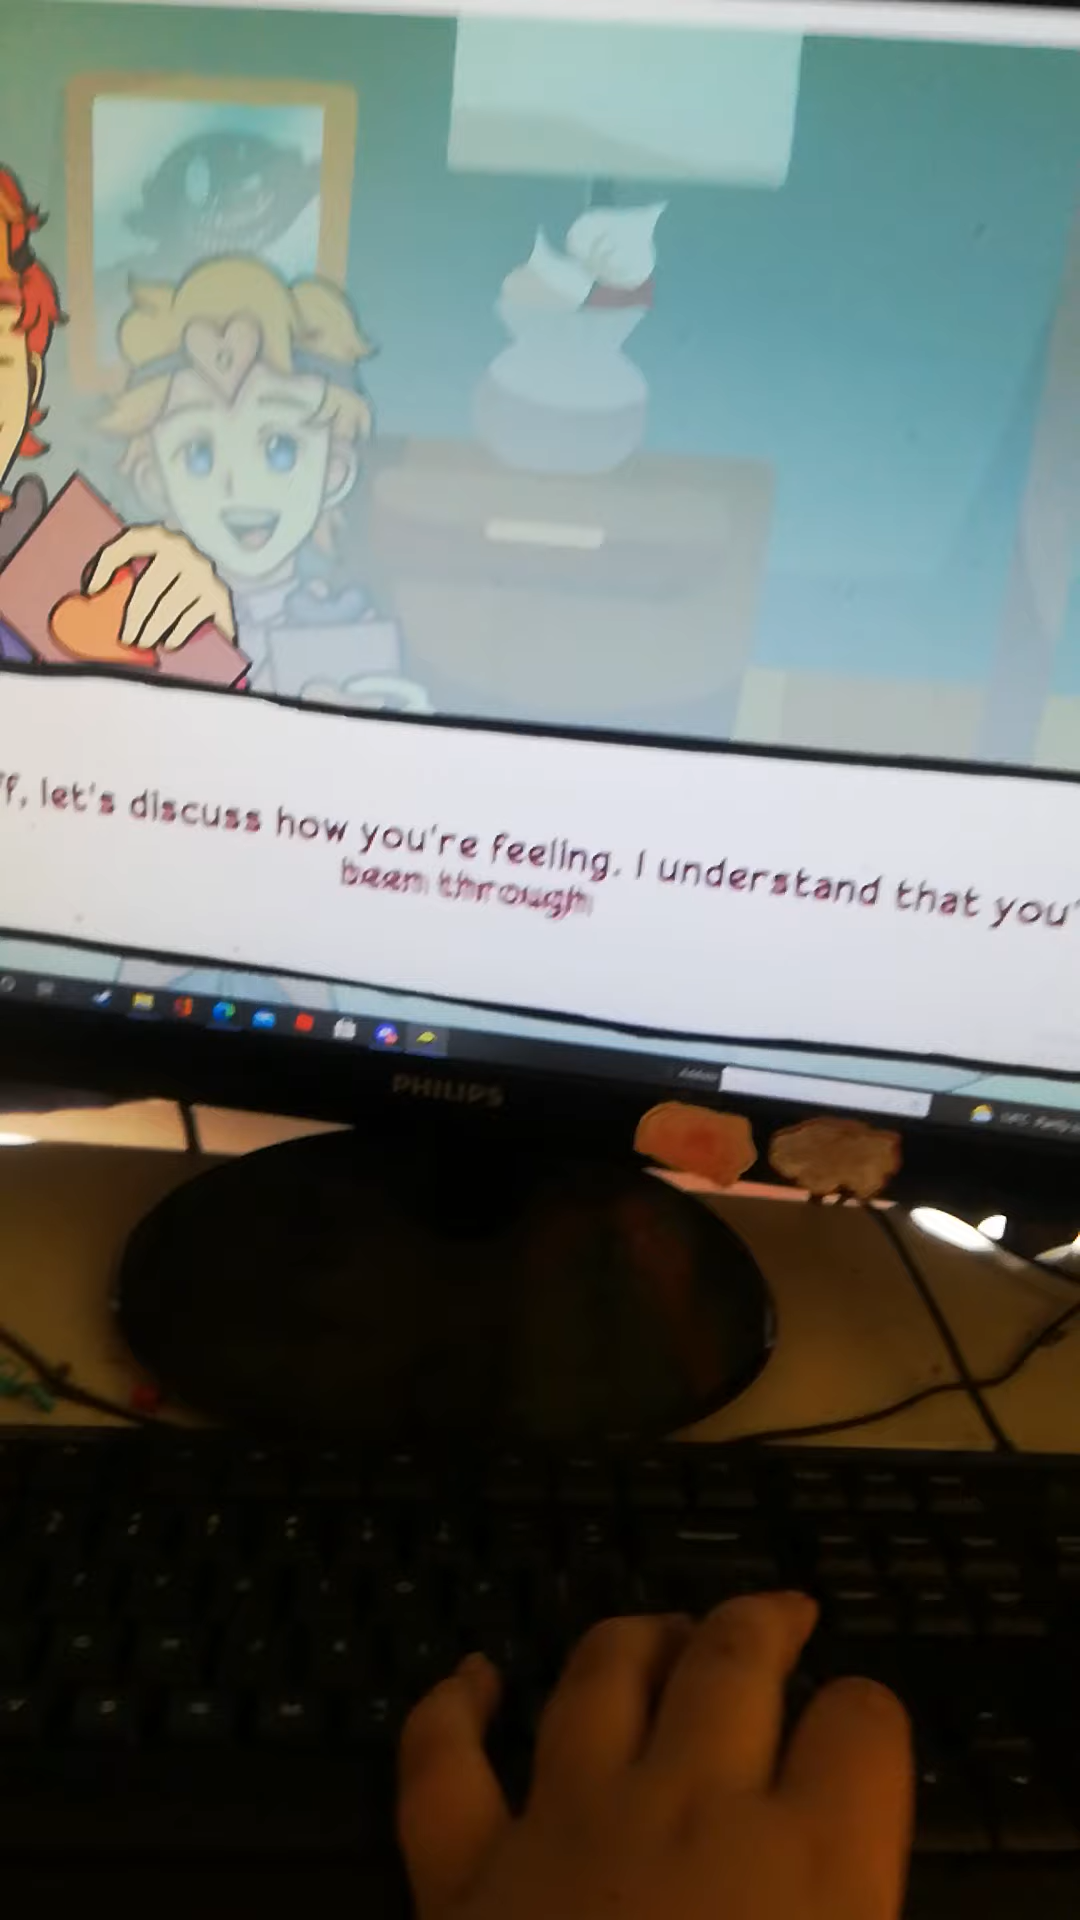 let's discuss how you're feeling. I understand that you'
been through
PHILIPS